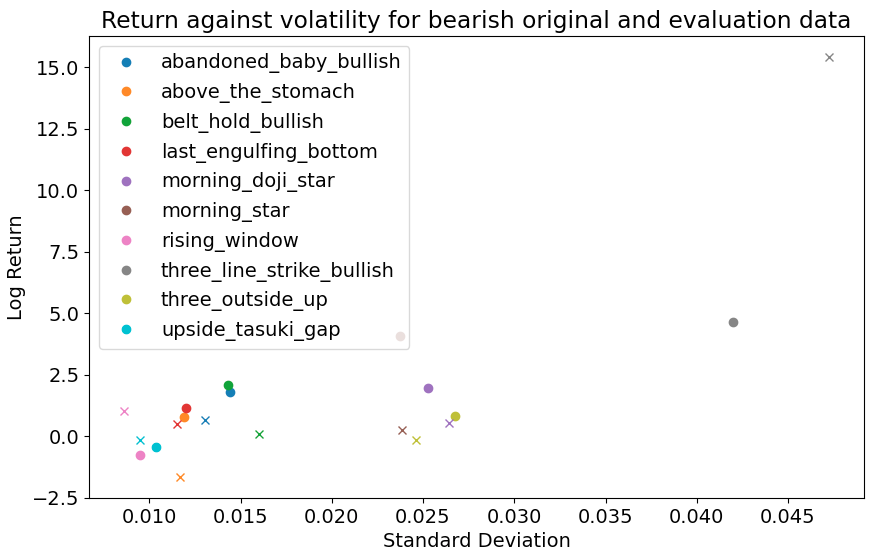 Return against volatility for bearish original and evaluation data
15.0
12.5
10.0
7.5
5.0
2.5
0.0
−2.5
Log Return
abandoned_baby_bullish
above_the_stomach
belt_hold_bullish
last_engulfing_bottom
morning_doji_star
morning_star
rising_window
three_line_strike_bullish
three_outside_up
upside_tasuki_gap
0.010 0.015 0.020 0.025 0.030 0.035 0.040 0.045
Standard Deviation